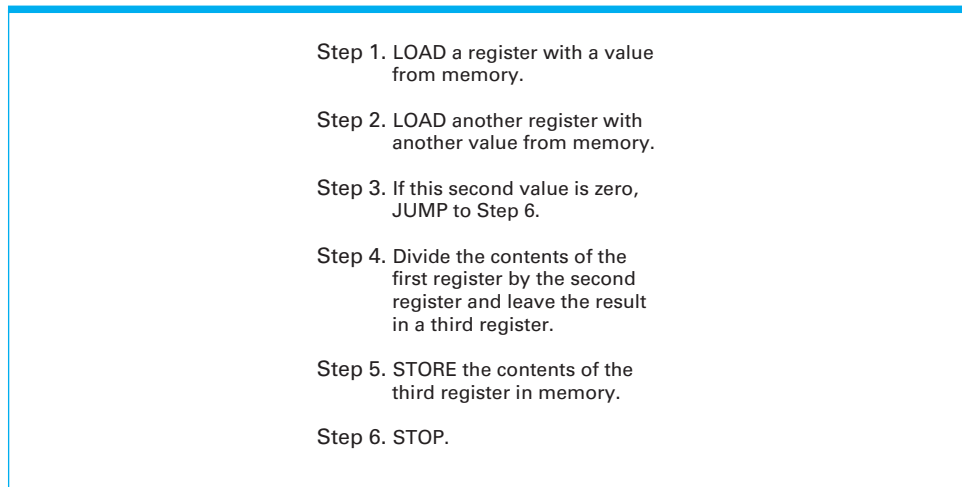 Step 1. LOAD a register with a value
from memory.
Step 2. LOAD another register with
another value from memory.
Step 3. If this second value is zero,
JUMP to Step 6.
Step 4. Divide the contents of the
first register by the second
register and leave the result
in a third register.
Step 5. STORE the contents of the
third register in memory.
Step 6. STOP.